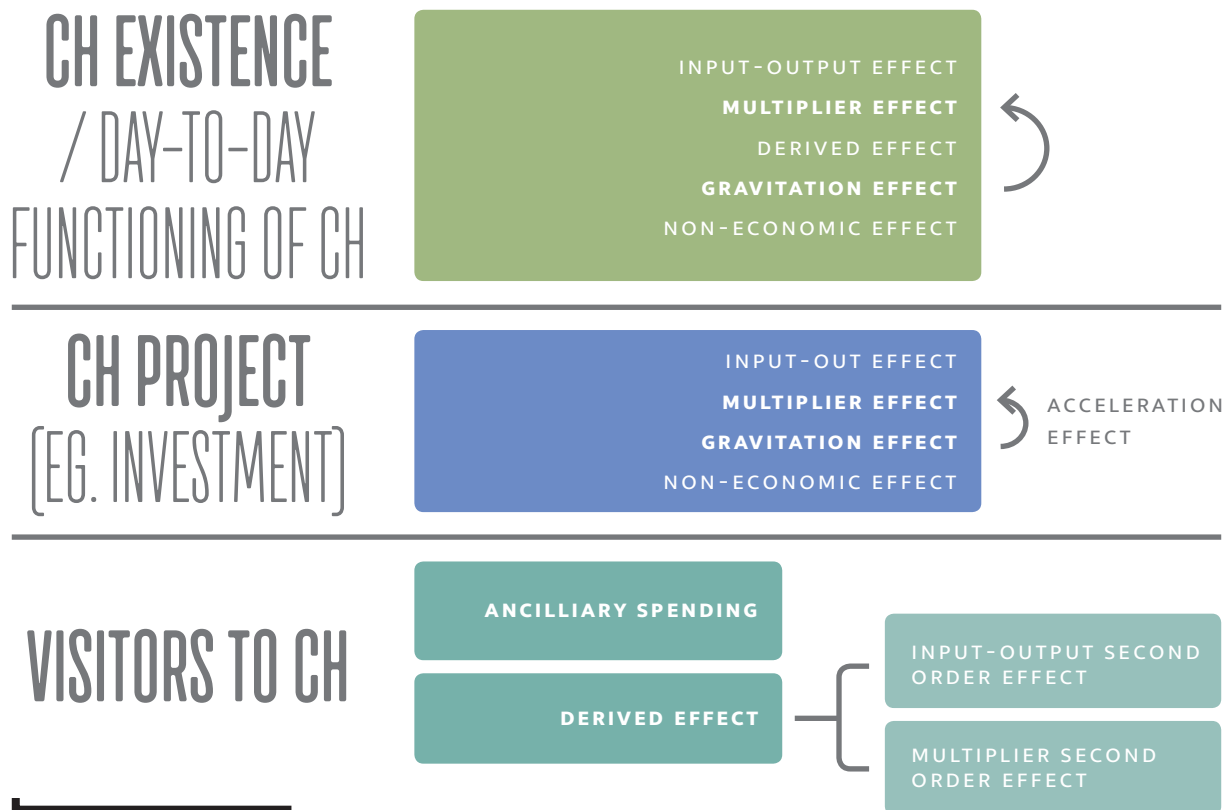 CH EXISTENCE
/ DAY-TO-DAY
FUNCTIONING OF CH
INPUT-OUTPUT EFFECT
MULTIPLIER EFFECT
DERIVED EFFECT
GRAVITATION EFFECT
NON-ECONOMIC EFFECT
CH PROJECT
(EG. INVESTMENT)
INPUT-OUT EFFECT
MULTIPLIER EFFECT
GRAVITATION EFFECT
NON-ECONOMIC EFFECT
ACCELERATION
EFFECT
VISITORS TO CH
ANCILLIARY SPENDING
DERIVED EFFECT
INPUT-OUTPUT SECOND
ORDER EFFECT
MULTIPLIER SECOND
ORDER EFFECT